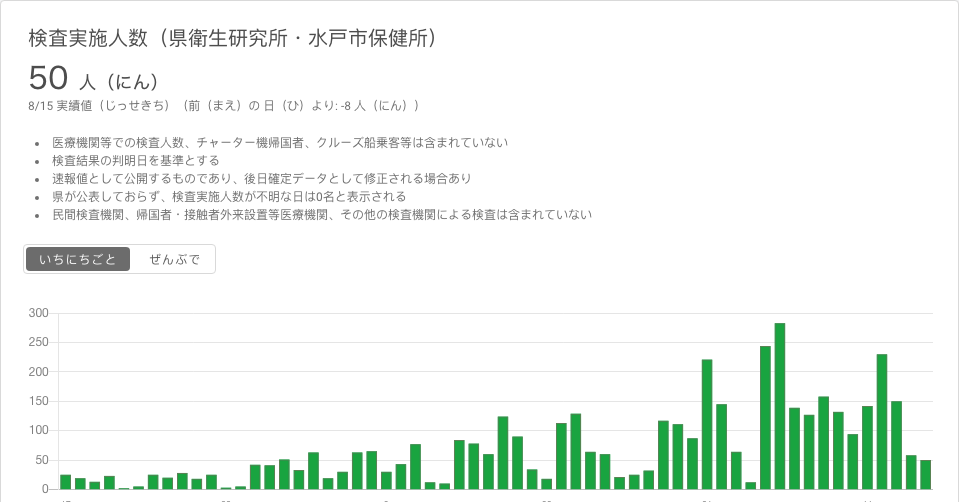 検査実施人数（県衛生研究所・水戸市保健所）
50 人（にん）
8/15 実績値（じっせきち）（前（まえ）の 日（ひ）より: -8 人（にん））
• 医療機関等での検査人数、チャーター機帰国者、クルーズ船乗客等は含まれていない
• 検査結果の判明日を基準とする
• 速報値として公開するものであり、後日確定データとして修正される場合あり
• 県が公表しておらず、検査実施人数が不明な日は0名と表示される
• 民間検査機関、帰国者・接触者外来設置等医療機関、その他の検査機関による検査は含まれていない
いちにちごと ぜんぶで
300
250
200
150
100
50
0